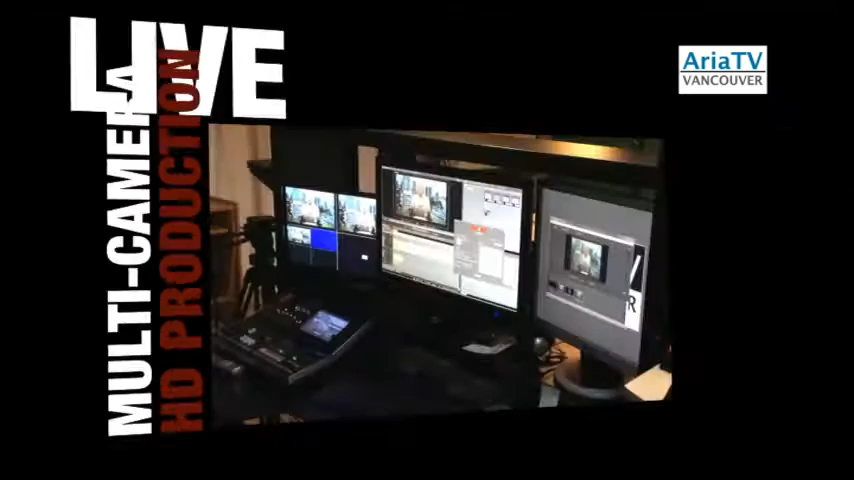 LIVE
MULTI-CAMERA
HD PRODUCTION
AriaTV
VANCOUVER
R